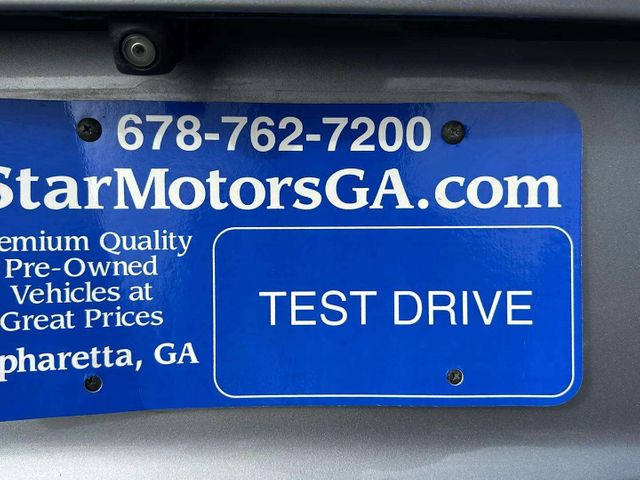 678-762-7200
StarMotorsGA.com
emium Quality
Pre-Owned
Vehicles at
Great Prices
pharetta, GA
TEST DRIVE